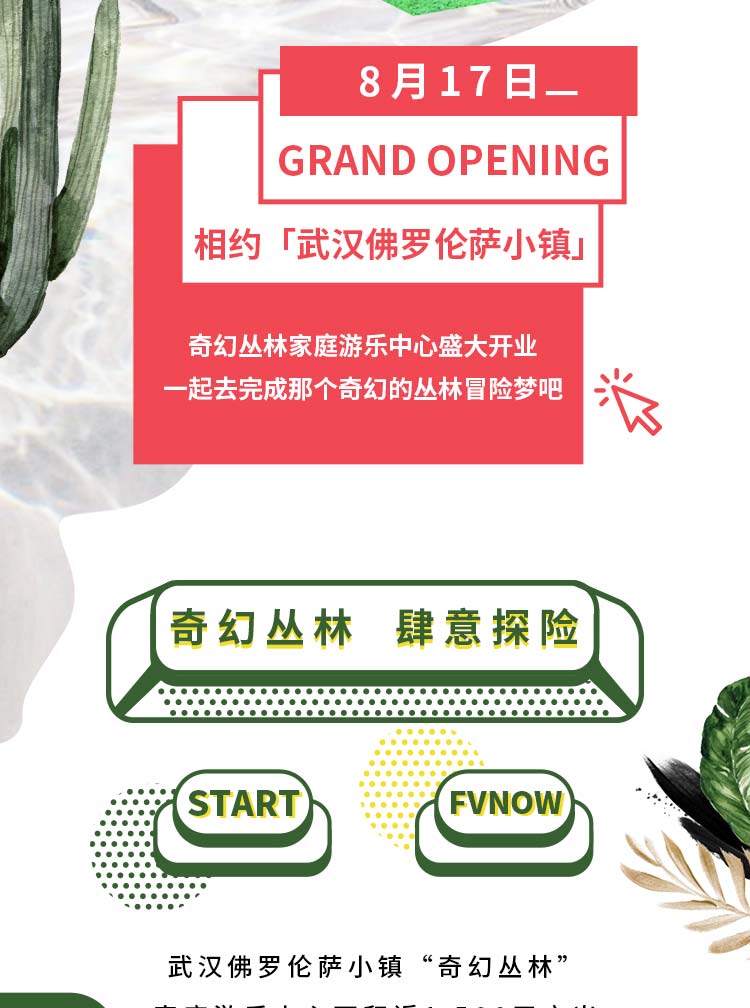 8月17日
GRAND OPENING
相约「武汉佛罗伦萨小镇」
奇幻丛林家庭游乐中心盛大开业
一起去完成那个奇幻的丛林冒险梦吧
奇幻丛林 肆意探险
START
FVNOW
武汉佛罗伦萨小镇“奇幻丛林”